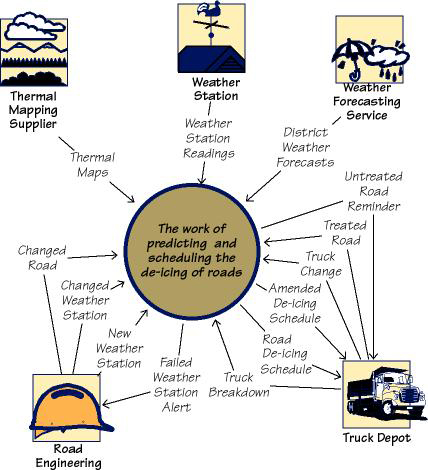 Thermal
Mapping
Supplier
Weather
Station
Weather
Forecasting
Service
Thermal
Maps
Weather
Station
Readings
District
Weather
Forecasts
Untreated
Road
Reminder
The work of
predicting and
scheduling the
de-icing of roads
Treated
Road
Truck
Change
Amended
De-icing
Schedule
Road
De-icing
Schedule
Truck
Breakdown
Changed
Road
Changed
Weather
Station
New
Weather
Station
Failed
Weather
Station
Alert
Road
Engineering
Truck Depot